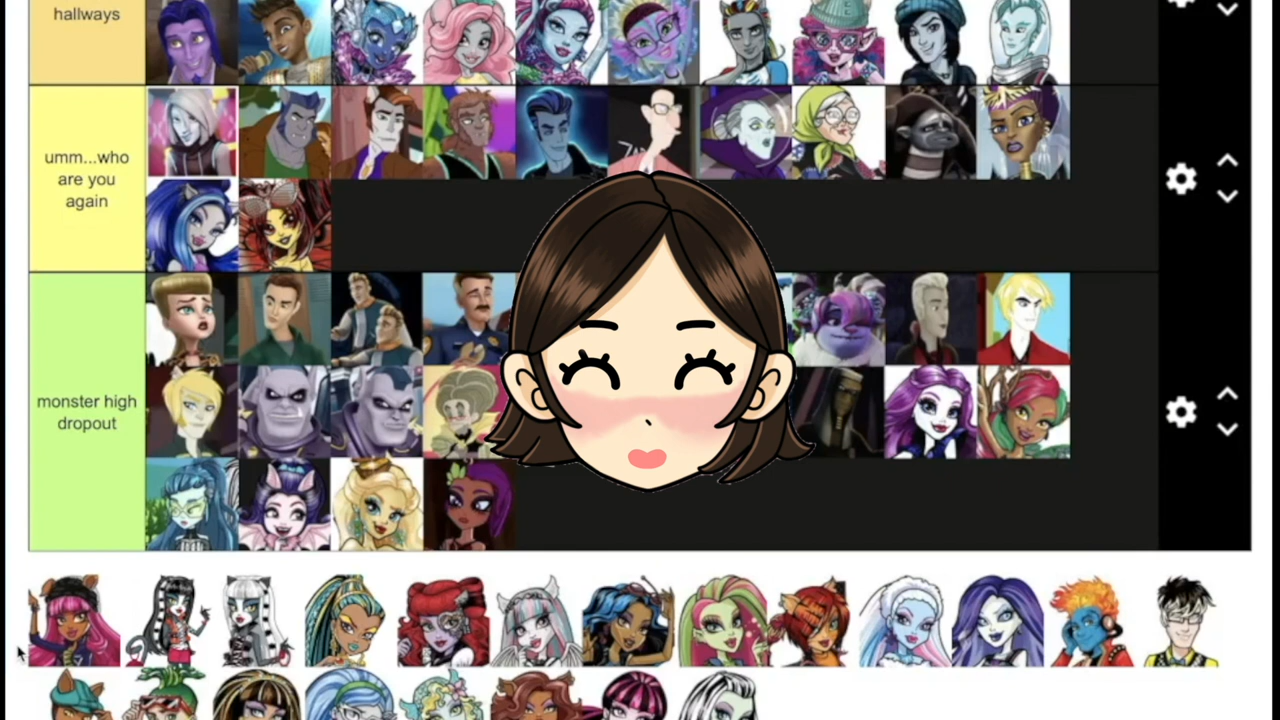 hallways
umm...who
are you
again
monster high
dropout